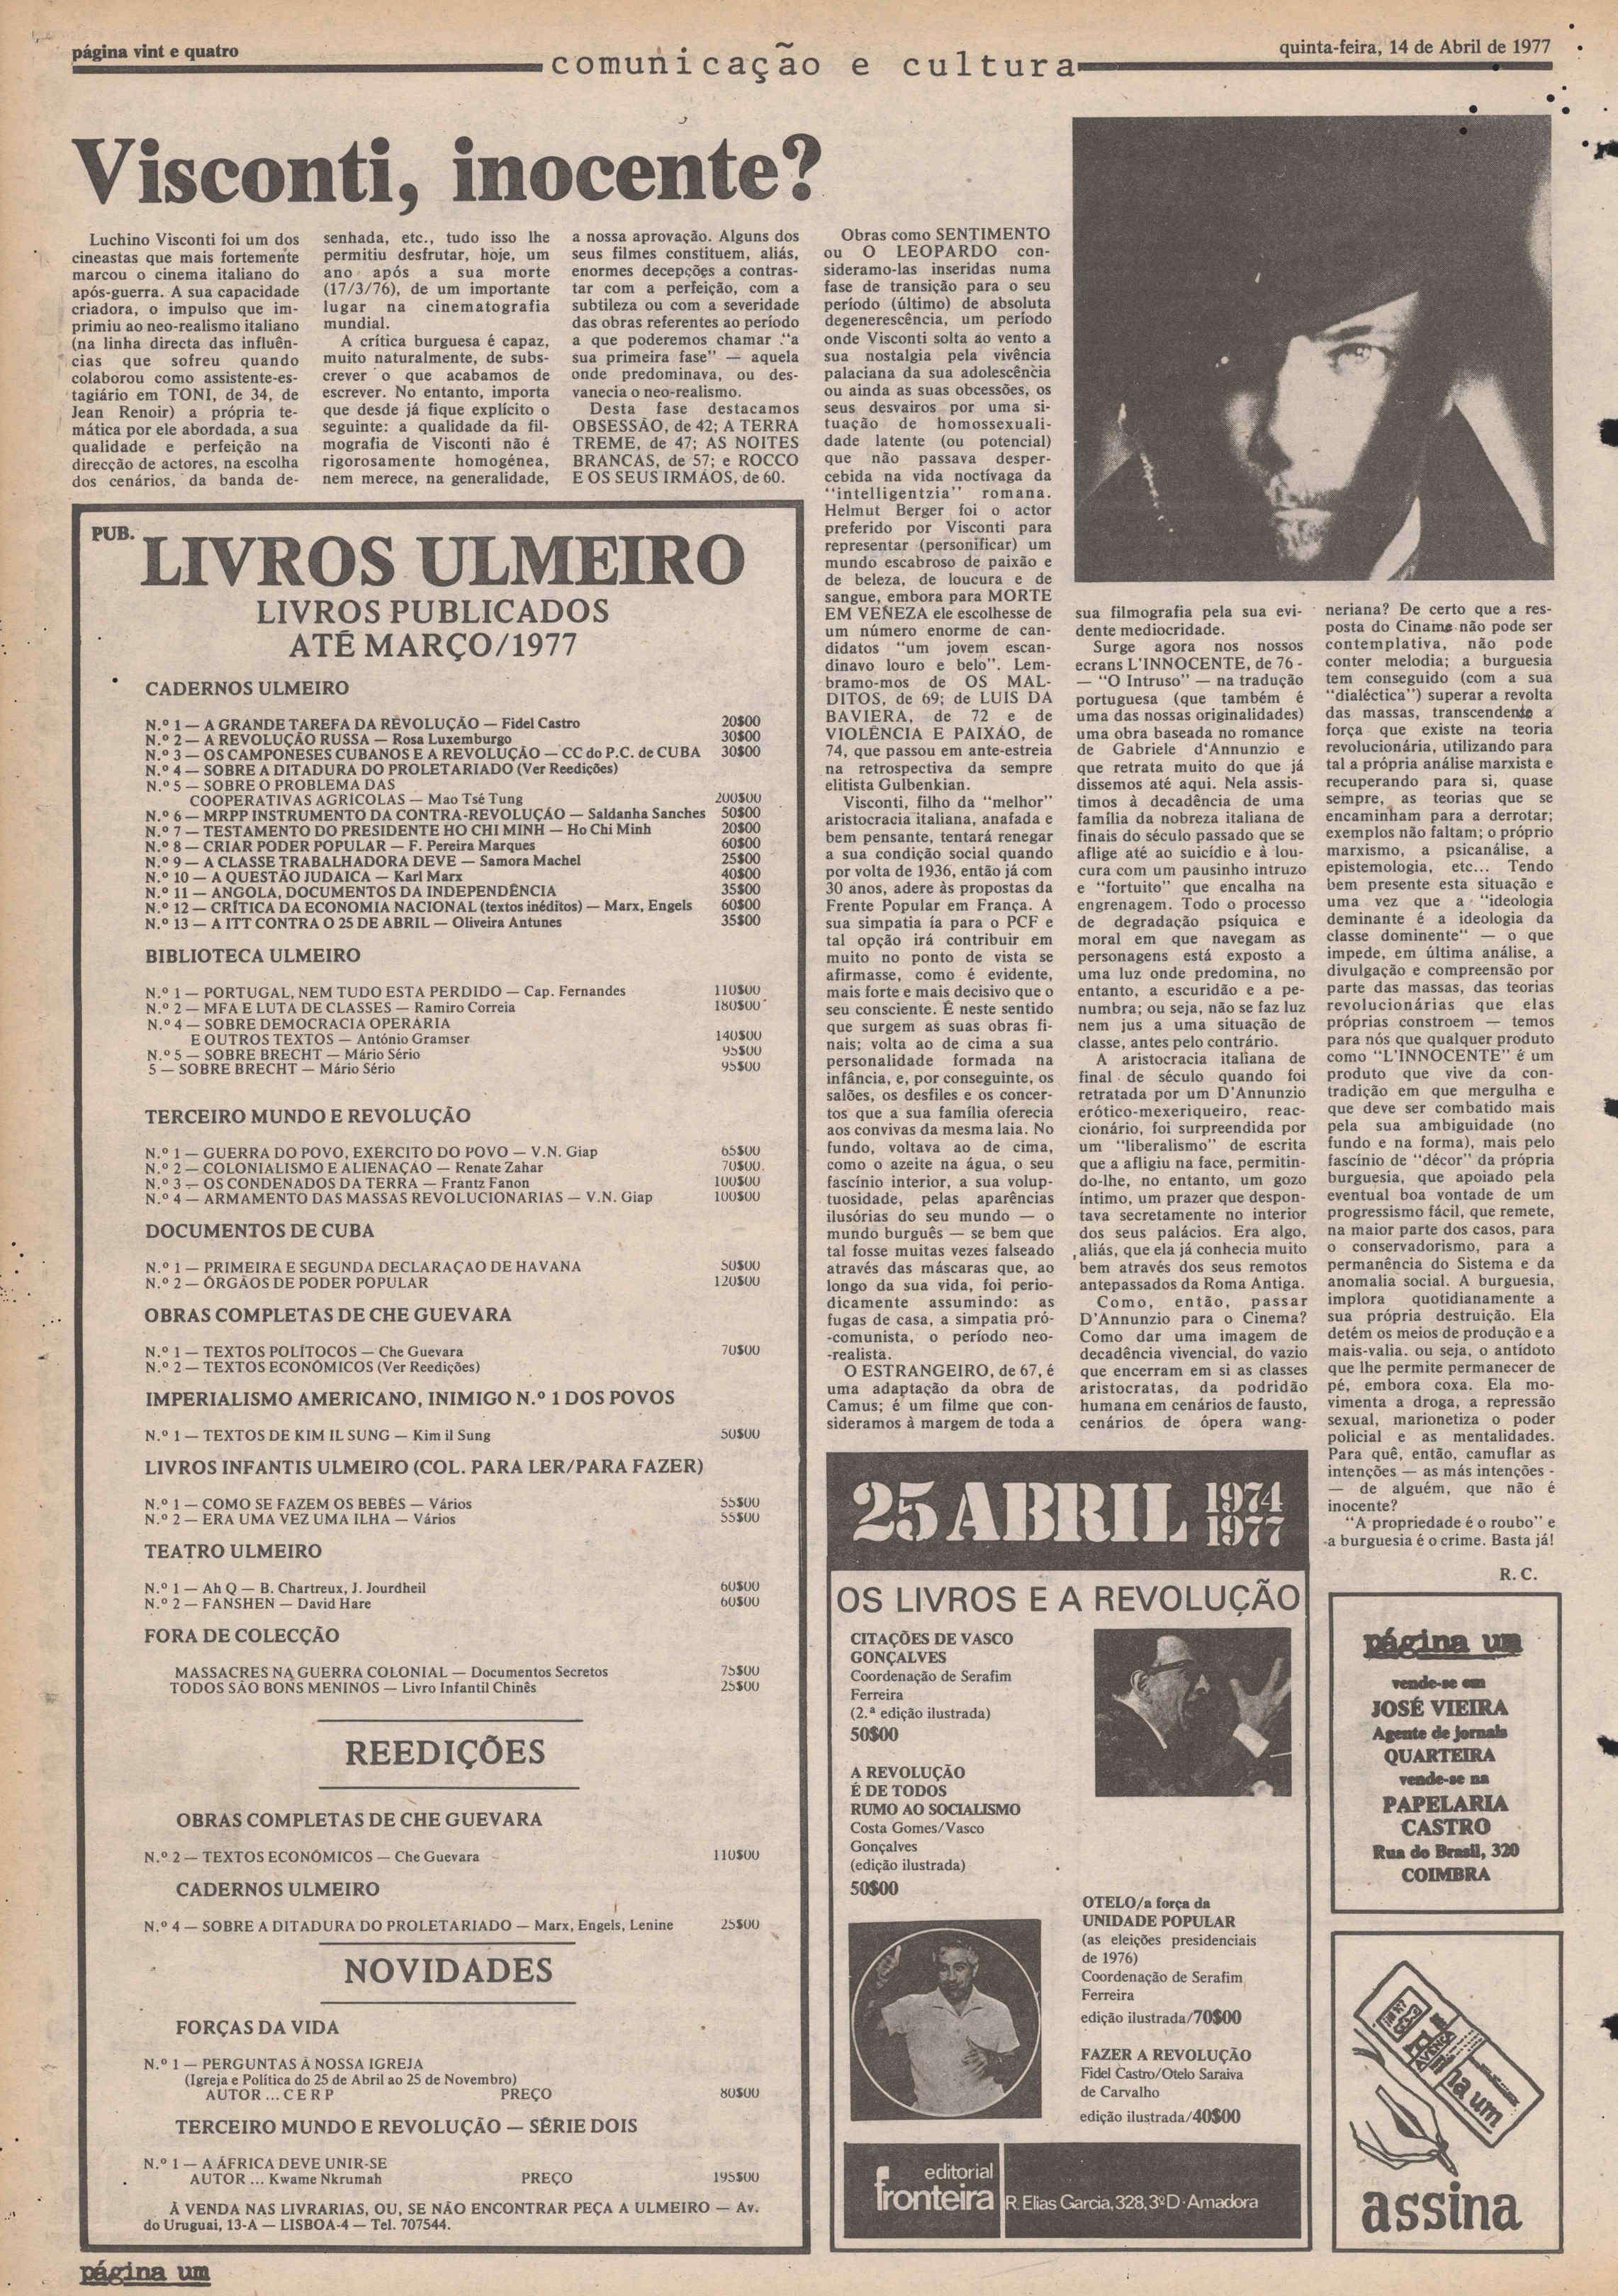 página vint e quatro
comunicação e cultura
quinta-feira, 14 de Abril de 1977
Visconti, inocente?
Luchino Visconti foi um dos
cineastas que mais fortemente
marcou o cinema italiano do
após-guerra. A sua capacidade
criadora, o impulso que im-
primiu ao neo-realismo italiano
(na linha directa das influên-
cias que sofreu quando
colaborou como assistente-es-
tagiário em TONI, de 34, de
Jean Renoir) a própria te-
mática por ele abordada, a sua
qualidade e perfeição na
direcção de actores, na escolha
dos cenários, da banda de-
senhada, etc., tudo isso lhe
permitiu desfrutar, hoje, um
ano após a sua morte
(17/3/76), de um importante
lugar na cinematografia
mundial.
A crítica burguesa é capaz,
muito naturalmente, de subs-
crever o que acabamos de
escrever. No entanto, importa
que desde já fique explícito o
seguinte: a qualidade da fil-
mografia de Visconti não é
rigorosamente homogénea,
nem merece, na generalidade,
a nossa aprovação. Alguns dos
seus filmes constituem, aliás,
enormes decepções a contras-
tar com a perfeição, com a
subtileza ou com a severidade
das obras referentes ao período
a que poderemos chamar "a
sua primeira fase" — aquela
onde predominava, ou des-
vanecia o neo-realismo.
Desta fase destacamos
OBSESSÃO, de 42; A TERRA
TREME, de 47; AS NOITES
BRANCAS, de 57; e ROCCO
E OS SEUS IRMÃOS, de 60.
Obras como SENTIMENTO
ou O LEOPARDO con-
sideramo-las inseridas numa
fase de transição para o seu
período (último) de absoluta
degenerescência, um período
onde Visconti solta ao vento a
sua nostalgia pela vivência
palaciana da sua adolescência
ou ainda as suas obcessões, os
seus desvairos por uma si-
tuação de homossexuali-
dade latente (ou potencial)
que não passava desper-
cebida na vida noctívaga da
"intelligentzia" romana.
Helmut Berger foi o actor
preferido por Visconti para
representar (personificar) um
mundo escabroso de paixão e
de beleza, de loucura e de
sangue, embora para MORTE
EM VENEZA ele escolhesse de
um número enorme de can-
didatos "um jovem escan-
dinavo louro e belo". Lem-
bramo-mos de OS MAL-
DITOS, de 69; de LUIS DA
BAVIERA, de 72 e de
VIOLÊNCIA E PAIXÃO, de
74, que passou em ante-estreia
na retrospectiva da sempre
elitista Gulbenkian.
Visconti, filho da "melhor"
aristocracia italiana, anafada e
bem pensante, tentará renegar
a sua condição social quando
por volta de 1936, então já com
30 anos, adere às propostas da
Frente Popular em França. A
sua simpatia ía para o PCF e
tal opção irá contribuir em
muito no ponto de vista se
afirmasse, como é evidente,
mais forte e mais decisivo que o
seu consciente. É neste sentido
que surgem as suas obras fi-
nais; volta ao de cima a sua
personalidade formada na
infância, e, por conseguinte, os
salões, os desfiles e os concer-
tos que a sua família oferecia
aos convivas da mesma laia. No
fundo, voltava ao de cima,
como o azeite na água, o seu
fascínio interior, a sua volup-
tuosidade, pelas aparências
ilusórias do seu mundo — o
mundo burguês — se bem que
tal fosse muitas vezes falseado
através das máscaras que, ao
longo da sua vida, foi perio-
dicamente assumindo: as
fugas de casa, a simpatia pró-
-comunista, o período neo-
-realista.
O ESTRANGEIRO, de 67, é
uma adaptação da obra de
Camus; é um filme que con-
sideramos à margem de toda a
sua filmografia pela sua evi-
dente mediocridade.
Surge agora nos nossos
ecrans L'INNOCENTE, de 76 -
— "O Intruso" — na tradução
portuguesa (que também é
uma das nossas originalidades)
uma obra baseada no romance
de Gabriele d'Annunzio e
que retrata muito do que já
dissemos até aqui. Nela assis-
timos à decadência de uma
família da nobreza italiana de
finais do século passado que se
aflige até ao suicídio e à lou-
cura com um pausinho intruzo
e "fortuito" que encalha na
engrenagem. Todo o processo
de degradação psíquica e
moral em que navegam as
personagens está exposto a
uma luz onde predomina, no
entanto, a escuridão e a pe-
numbra; ou seja, não se faz luz
nem jus a uma situação de
classe, antes pelo contrário.
A aristocracia italiana de
final de século quando foi
retratada por um D'Annunzio
erótico-mexeriqueiro, reac-
cionário, foi surpreendida por
um "liberalismo" de escrita
que a afligiu na face, permitin-
do-lhe, no entanto, um gozo
íntimo, um prazer que despon-
tava secretamente no interior
dos seus palácios. Era algo,
aliás, que ela já conhecia muito
bem através dos seus remotos
antepassados da Roma Antiga.
Como, então, passar
D'Annunzio para o Cinema?
Como dar uma imagem de
decadência vivencial, do vazio
que encerram em si as classes
aristocratas, da podridão
humana em cenários de fausto,
cenários de ópera wang-
neriana? De certo que a res-
posta do Ciname não pode ser
contemplativa, não pode
conter melodia; a burguesia
tem conseguido (com a sua
"dialéctica") superar a revolta
das massas, transcendendo a
força que existe na teoria
revolucionária, utilizando para
tal a própria análise marxista e
recuperando para si, quase
sempre, as teorias que se
encaminham para a derrotar;
exemplos não faltam; o próprio
marxismo, a psicanálise, a
epistemologia, etc... Tendo
bem presente esta situação e
uma vez que a "ideologia
deminante é a ideologia da
classe dominente" — o que
impede, em última análise, a
divulgação e compreensão por
parte das massas, das teorias
revolucionárias que elas
próprias constroem — temos
para nós que qualquer produto
como "L'INNOCENTE" é um
produto que vive da con-
tradição em que mergulha e
que deve ser combatido mais
pela sua ambiguidade (no
fundo e na forma), mais pelo
fascínio de "décor" da própria
burguesia, que apoiado pela
eventual boa vontade de um
progressismo fácil, que remete,
na maior parte dos casos, para
o conservadorismo, para a
permanência do Sistema e da
anomalia social. A burguesia,
implora quotidianamente a
sua própria destruição. Ela
detém os meios de produção e a
mais-valia. ou seja, o antídoto
que lhe permite permanecer de
pé, embora coxa. Ela mo-
vimenta a droga, a repressão
sexual, marionetiza o poder
policial e as mentalidades.
Para quê, então, camuflar as
intenções — as más intenções -
— de alguém, que não é
inocente?
"A propriedade é o roubo" e
a burguesia é o crime. Basta já!
R. C.
PUB.
LIVROS ULMEIRO
LIVROS PUBLICADOS
ATÉ MARÇO/1977
CADERNOS ULMEIRO
N.º 1 — A GRANDE TAREFA DA REVOLUÇÃO — Fidel Castro 20$00
N.º 2 — A REVOLUÇÃO RUSSA — Rosa Luxemburgo 30$00
N.º 3 — OS CAMPONESES CUBANOS E A REVOLUÇÃO — CC do P.C. de CUBA 30$00
N.º 4 — SOBRE A DITADURA DO PROLETARIADO (Ver Reedições)
N.º 5 — SOBRE O PROBLEMA DAS
COOPERATIVAS AGRÍCOLAS — Mao Tsé Tung 200$00
N.º 6 — MRPP INSTRUMENTO DA CONTRA-REVOLUÇÃO — Saldanha Sanches 50$00
N.º 7 — TESTAMENTO DO PRESIDENTE HO CHI MINH — Ho Chi Minh 20$00
N.º 8 — CRIAR PODER POPULAR — F. Pereira Marques 60$00
N.º 9 — A CLASSE TRABALHADORA DEVE — Samora Machel 25$00
N.º 10 — A QUESTÃO JUDAICA — Karl Marx 40$00
N.º 11 — ANGOLA, DOCUMENTOS DA INDEPENDÊNCIA 35$00
N.º 12 — CRÍTICA DA ECONOMIA NACIONAL (textos inéditos) — Marx, Engels 60$00
N.º 13 — A ITT CONTRA O 25 DE ABRIL — Oliveira Antunes 35$00
BIBLIOTECA ULMEIRO
N.º 1 — PORTUGAL, NEM TUDO ESTA PERDIDO — Cap. Fernandes 110$00
N.º 2 — MFA E LUTA DE CLASSES — Ramiro Correia 180$00
N.º 4 — SOBRE DEMOCRACIA OPERÁRIA
E OUTROS TEXTOS — António Gramser 140$00
N.º 5 — SOBRE BRECHT — Mário Sério 95$00
5 — SOBRE BRECHT — Mário Sério 95$00
TERCEIRO MUNDO E REVOLUÇÃO
N.º 1 — GUERRA DO POVO, EXÉRCITO DO POVO — V.N. Giap 65$00
N.º 2 — COLONIALISMO E ALIENAÇÃO — Renate Zahar 70$00
N.º 3 — OS CONDENADOS DA TERRA — Frantz Fanon 100$00
N.º 4 — ARMAMENTO DAS MASSAS REVOLUCIONARIAS — V.N. Giap 100$00
DOCUMENTOS DE CUBA
N.º 1 — PRIMEIRA E SEGUNDA DECLARAÇAO DE HAVANA 50$00
N.º 2 — ÓRGÃOS DE PODER POPULAR 120$00
OBRAS COMPLETAS DE CHE GUEVARA
N.º 1 — TEXTOS POLÍTOCOS — Che Guevara 70$00
N.º 2 — TEXTOS ECONÓMICOS (Ver Reedições)
IMPERIALISMO AMERICANO, INIMIGO N.º 1 DOS POVOS
N.º 1 — TEXTOS DE KIM IL SUNG — Kim il Sung 50$00
LIVROS INFANTIS ULMEIRO (COL. PARA LER/PARA FAZER)
N.º 1 — COMO SE FAZEM OS BEBÉS — Vários 55$00
N.º 2 — ERA UMA VEZ UMA ILHA — Vários 55$00
TEATRO ULMEIRO
N.º 1 — Ah Q — B. Chartreux, J. Jourdheil 60$00
N.º 2 — FANSHEN — David Hare 60$00
FORA DE COLECÇÃO
MASSACRES NA GUERRA COLONIAL — Documentos Secretos 75$00
TODOS SÃO BONS MENINOS — Livro Infantil Chinês 25$00
REEDIÇÕES
OBRAS COMPLETAS DE CHE GUEVARA
N.º 2 — TEXTOS ECONÓMICOS — Che Guevara 110$00
CADERNOS ULMEIRO
N.º 4 — SOBRE A DITADURA DO PROLETARIADO — Marx, Engels, Lenine 25$00
NOVIDADES
FORÇAS DA VIDA
N.º 1 — PERGUNTAS À NOSSA IGREJA
(Igreja e Política do 25 de Abril ao 25 de Novembro)
AUTOR ... C E R P PREÇO 80$00
TERCEIRO MUNDO E REVOLUÇÃO — SÉRIE DOIS
N.º 1 — A ÁFRICA DEVE UNIR-SE
AUTOR ... Kwame Nkrumah PREÇO 195$00
À VENDA NAS LIVRARIAS, OU, SE NÃO ENCONTRAR PEÇA A ULMEIRO — Av.
do Uruguai, 13-A — LISBOA-4 — Tel. 707544.
25 ABRIL 1974
1977
OS LIVROS E A REVOLUÇÃO
CITAÇÕES DE VASCO
GONÇALVES
Coordenação de Serafim
Ferreira
(2.ª edição ilustrada)
50$00
A REVOLUÇÃO
É DE TODOS
RUMO AO SOCIALISMO
Costa Gomes/Vasco
Gonçalves
(edição ilustrada)
50$00
OTELO/a força da
UNIDADE POPULAR
(as eleições presidenciais
de 1976)
Coordenação de Serafim
Ferreira
edição ilustrada/70$00
FAZER A REVOLUÇÃO
Fidel Castro/Otelo Saraiva
de Carvalho
edição ilustrada/40$00
editorial
fronteira
R. Elias Garcia, 328, 3º D · Amadora
página um
vende-se em
JOSÉ VIEIRA
Agente de jornais
QUARTEIRA
vende-se na
PAPELARIA
CASTRO
Rua do Brasil, 320
COIMBRA
AVENÇA
na um
assina
página um